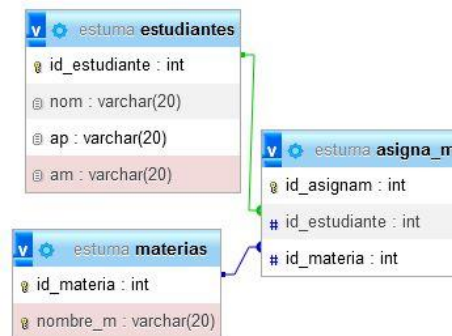 v estuma estudiantes
id_estudiante : int
nom : varchar(20)
ap : varchar(20)
am : varchar(20)
v estuma asigna_m
id_asignam : int
# id_estudiante : int
# id_materia : int
v estuma materias
id_materia : int
nombre_m : varchar(20)